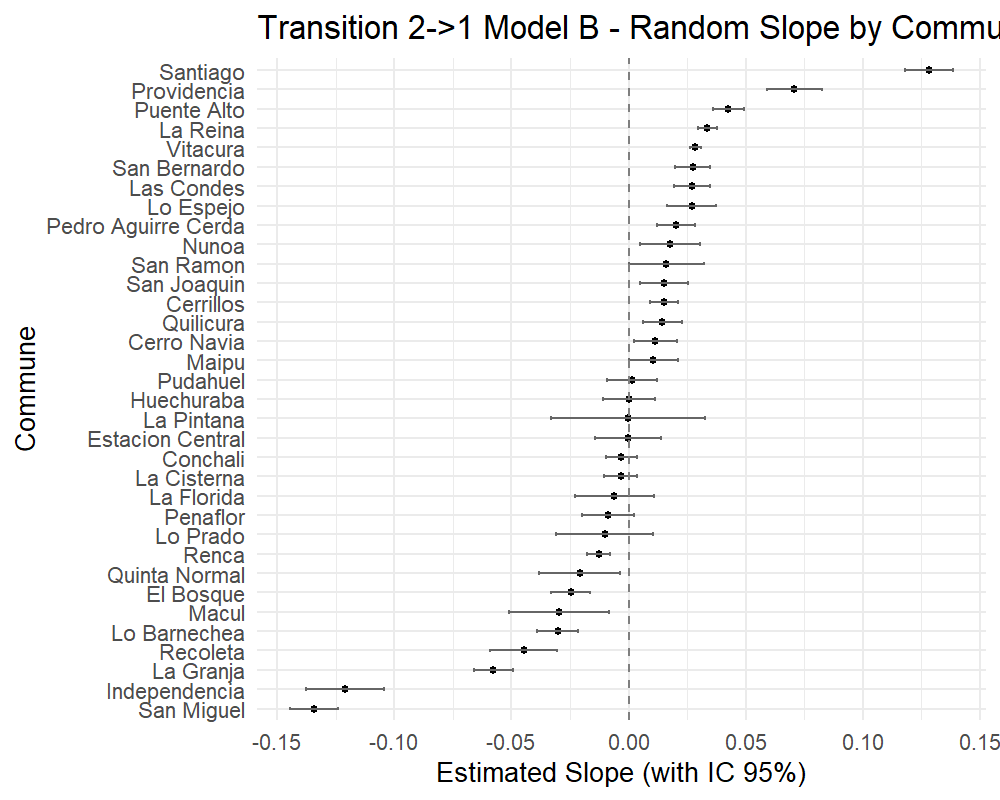 Transition 2->1 Model B - Random Slope by Commu
Santiago
Providencia
Puente Alto
La Reina
Vitacura
San Bernardo
Las Condes
Lo Espejo
Pedro Aguirre Cerda
Nunoa
San Ramon
San Joaquin
Cerrillos
Quilicura
Cerro Navia
Maipu
Pudahuel
Huechuraba
La Pintana
Estacion Central
Conchali
La Cisterna
La Florida
Penaflor
Lo Prado
Renca
Quinta Normal
El Bosque
Macul
Lo Barnechea
Recoleta
La Granja
Independencia
San Miguel
Commune
-0.15 -0.10 -0.05 0.00 0.05 0.10 0.15
Estimated Slope (with IC 95%)